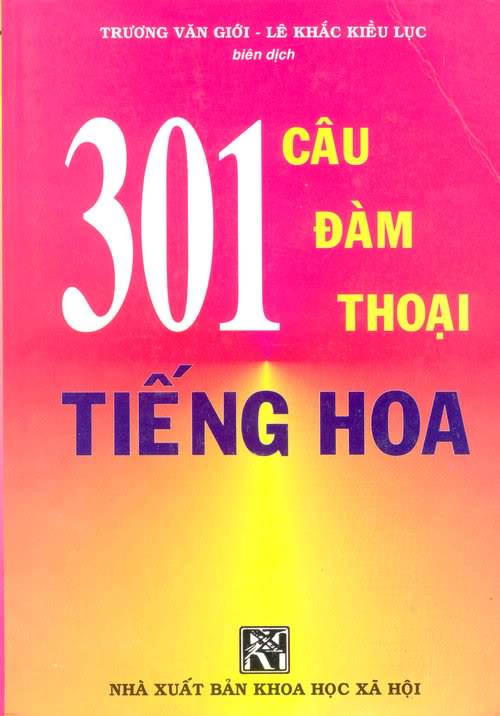 TRƯƠNG VĂN GIỚI - LÊ KHẮC KIỀU LỤC
biên dịch
301 CÂU
ĐÀM
THOẠI
TIẾNG HOA
NHÀ XUẤT BẢN KHOA HỌC XÃ HỘI